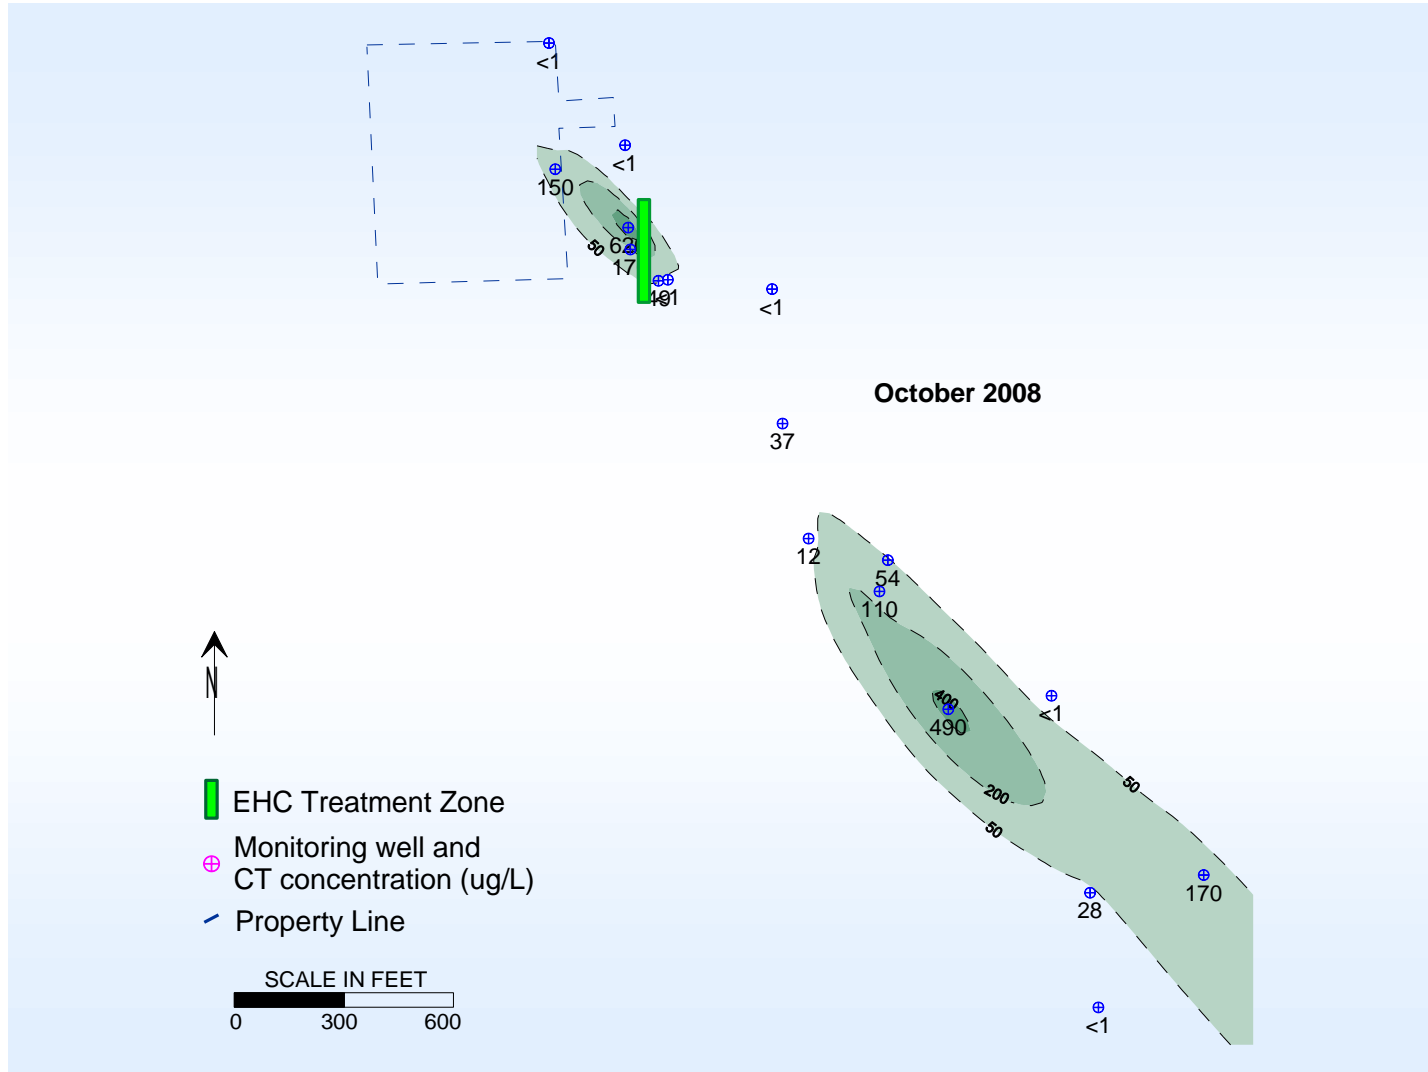 <1
<1
150
50
17
<1
October 2008
37
12
54
110
400
490
<1
50
200
50
170
28
<1
N
EHC Treatment Zone
Monitoring well and
CT concentration (ug/L)
Property Line
SCALE IN FEET
0 300 600